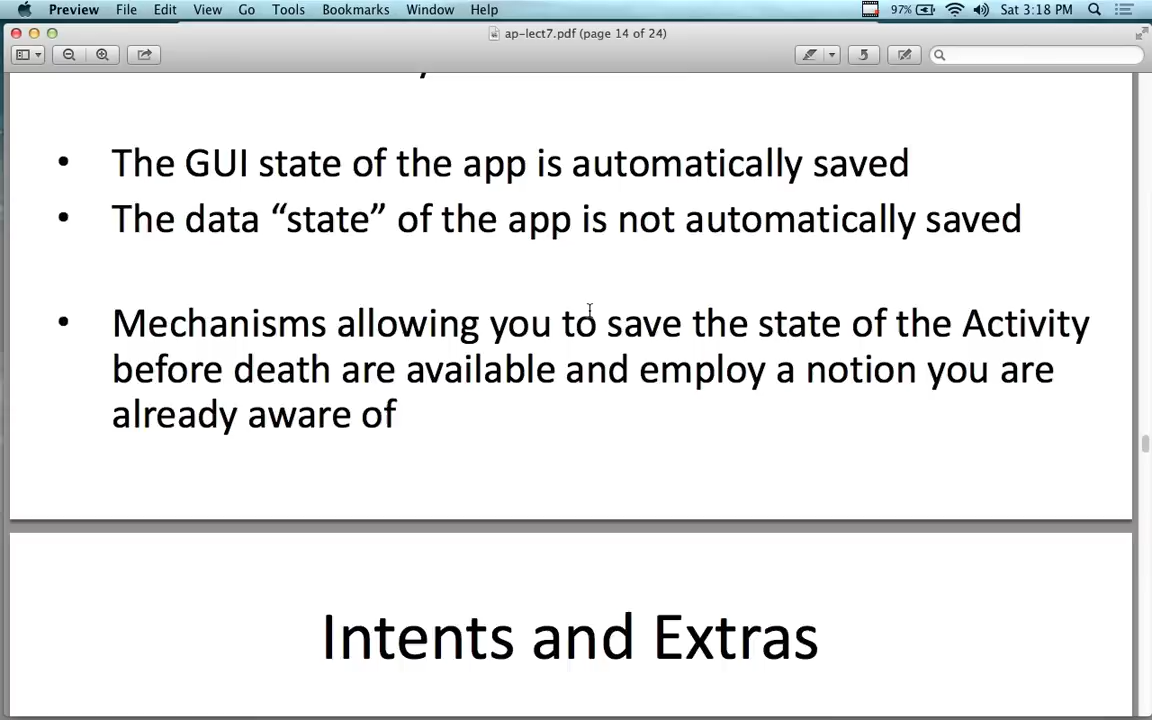 Preview File Edit View Go Tools Bookmarks Window Help 97% Sat 3:18 PM
ap-lect7.pdf (page 14 of 24)
• The GUI state of the app is automatically saved
• The data “state” of the app is not automatically saved
• Mechanisms allowing you to save the state of the Activity
before death are available and employ a notion you are
already aware of
Intents and Extras